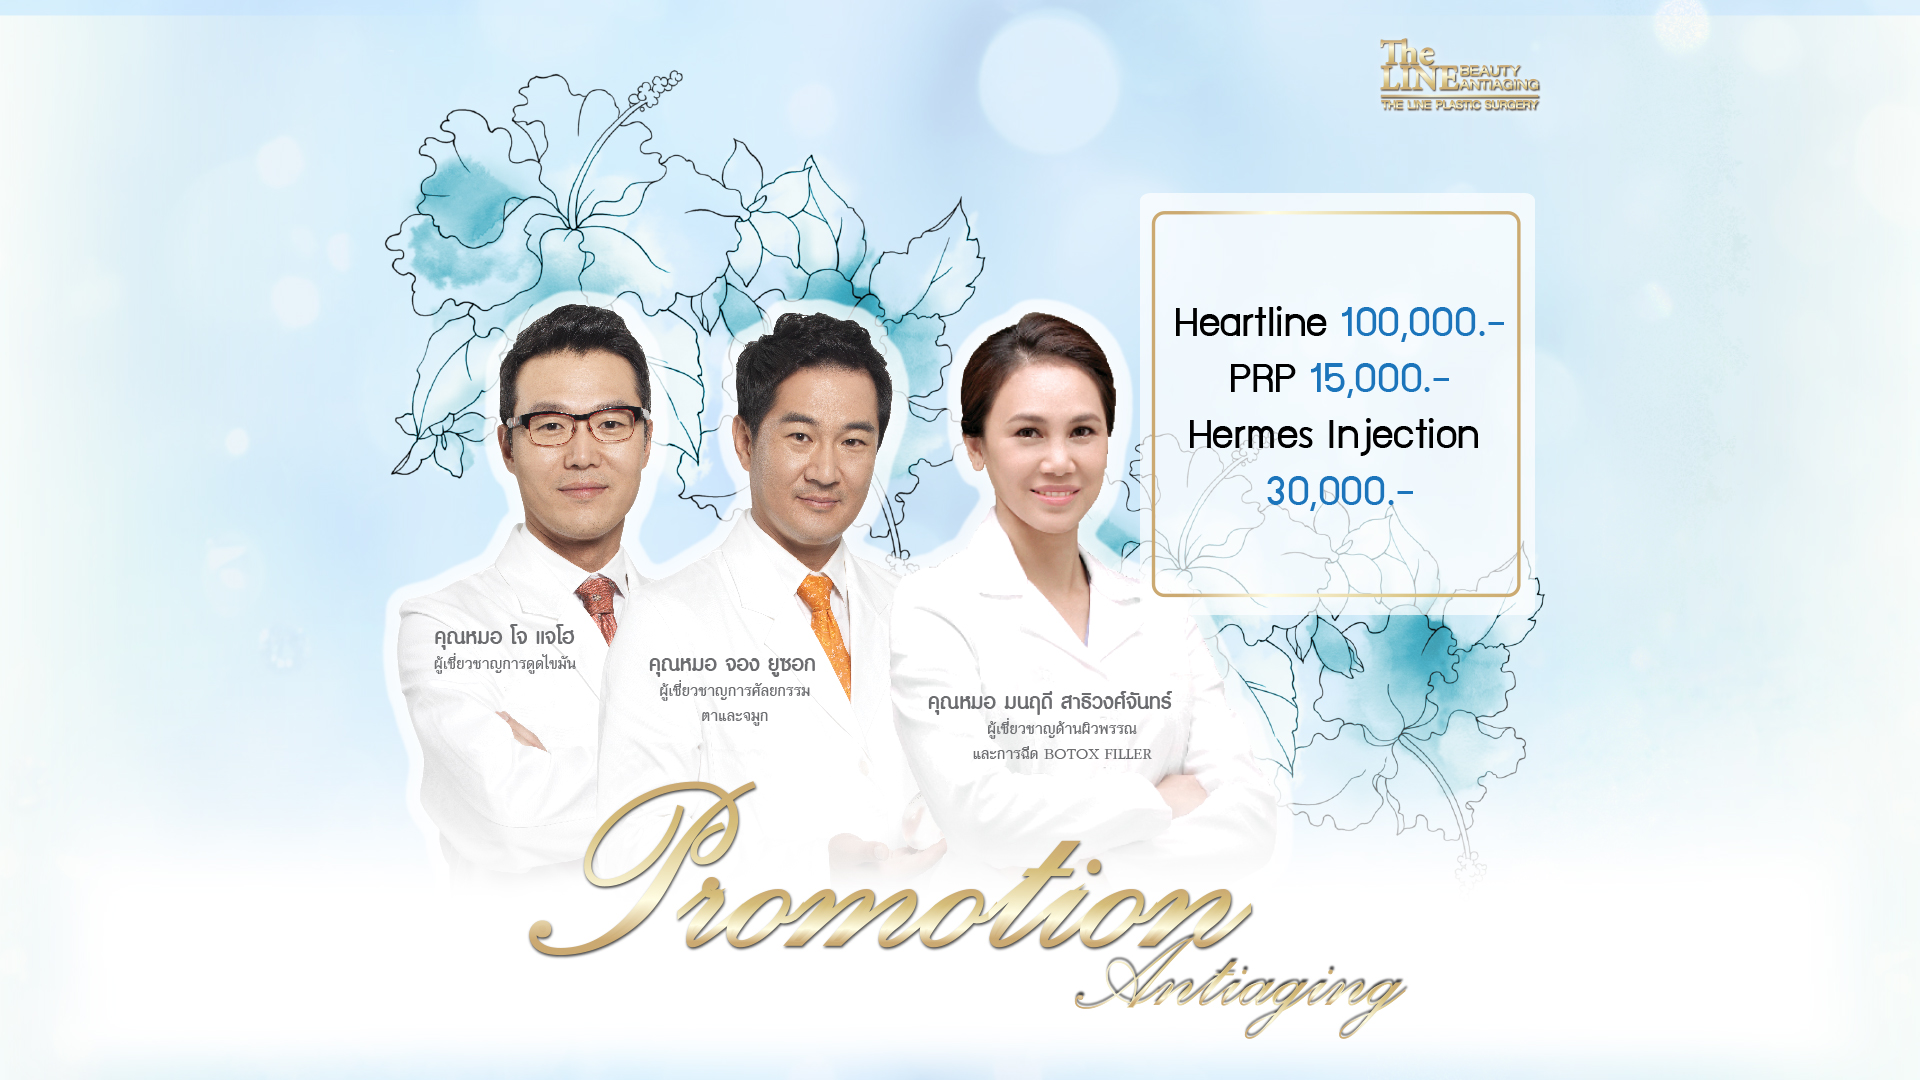 The
LINE BEAUTY
ANTIAGING
THE LINE PLASTIC SURGERY
Heartline 100,000.-
PRP 15,000.-
Hermes Injection
30,000.-
คุณหมอ โจ แจโฮ
ผู้เชี่ยวชาญการดูดไขมัน
คุณหมอ จอง ยูซอก
ผู้เชี่ยวชาญการศัลยกรรม
ตาและจมูก
คุณหมอ มนฤดี สาธิวงศ์จันทร์
ผู้เชี่ยวชาญด้านผิวพรรณ
และการฉีด BOTOX FILLER
Promotion
Antiaging